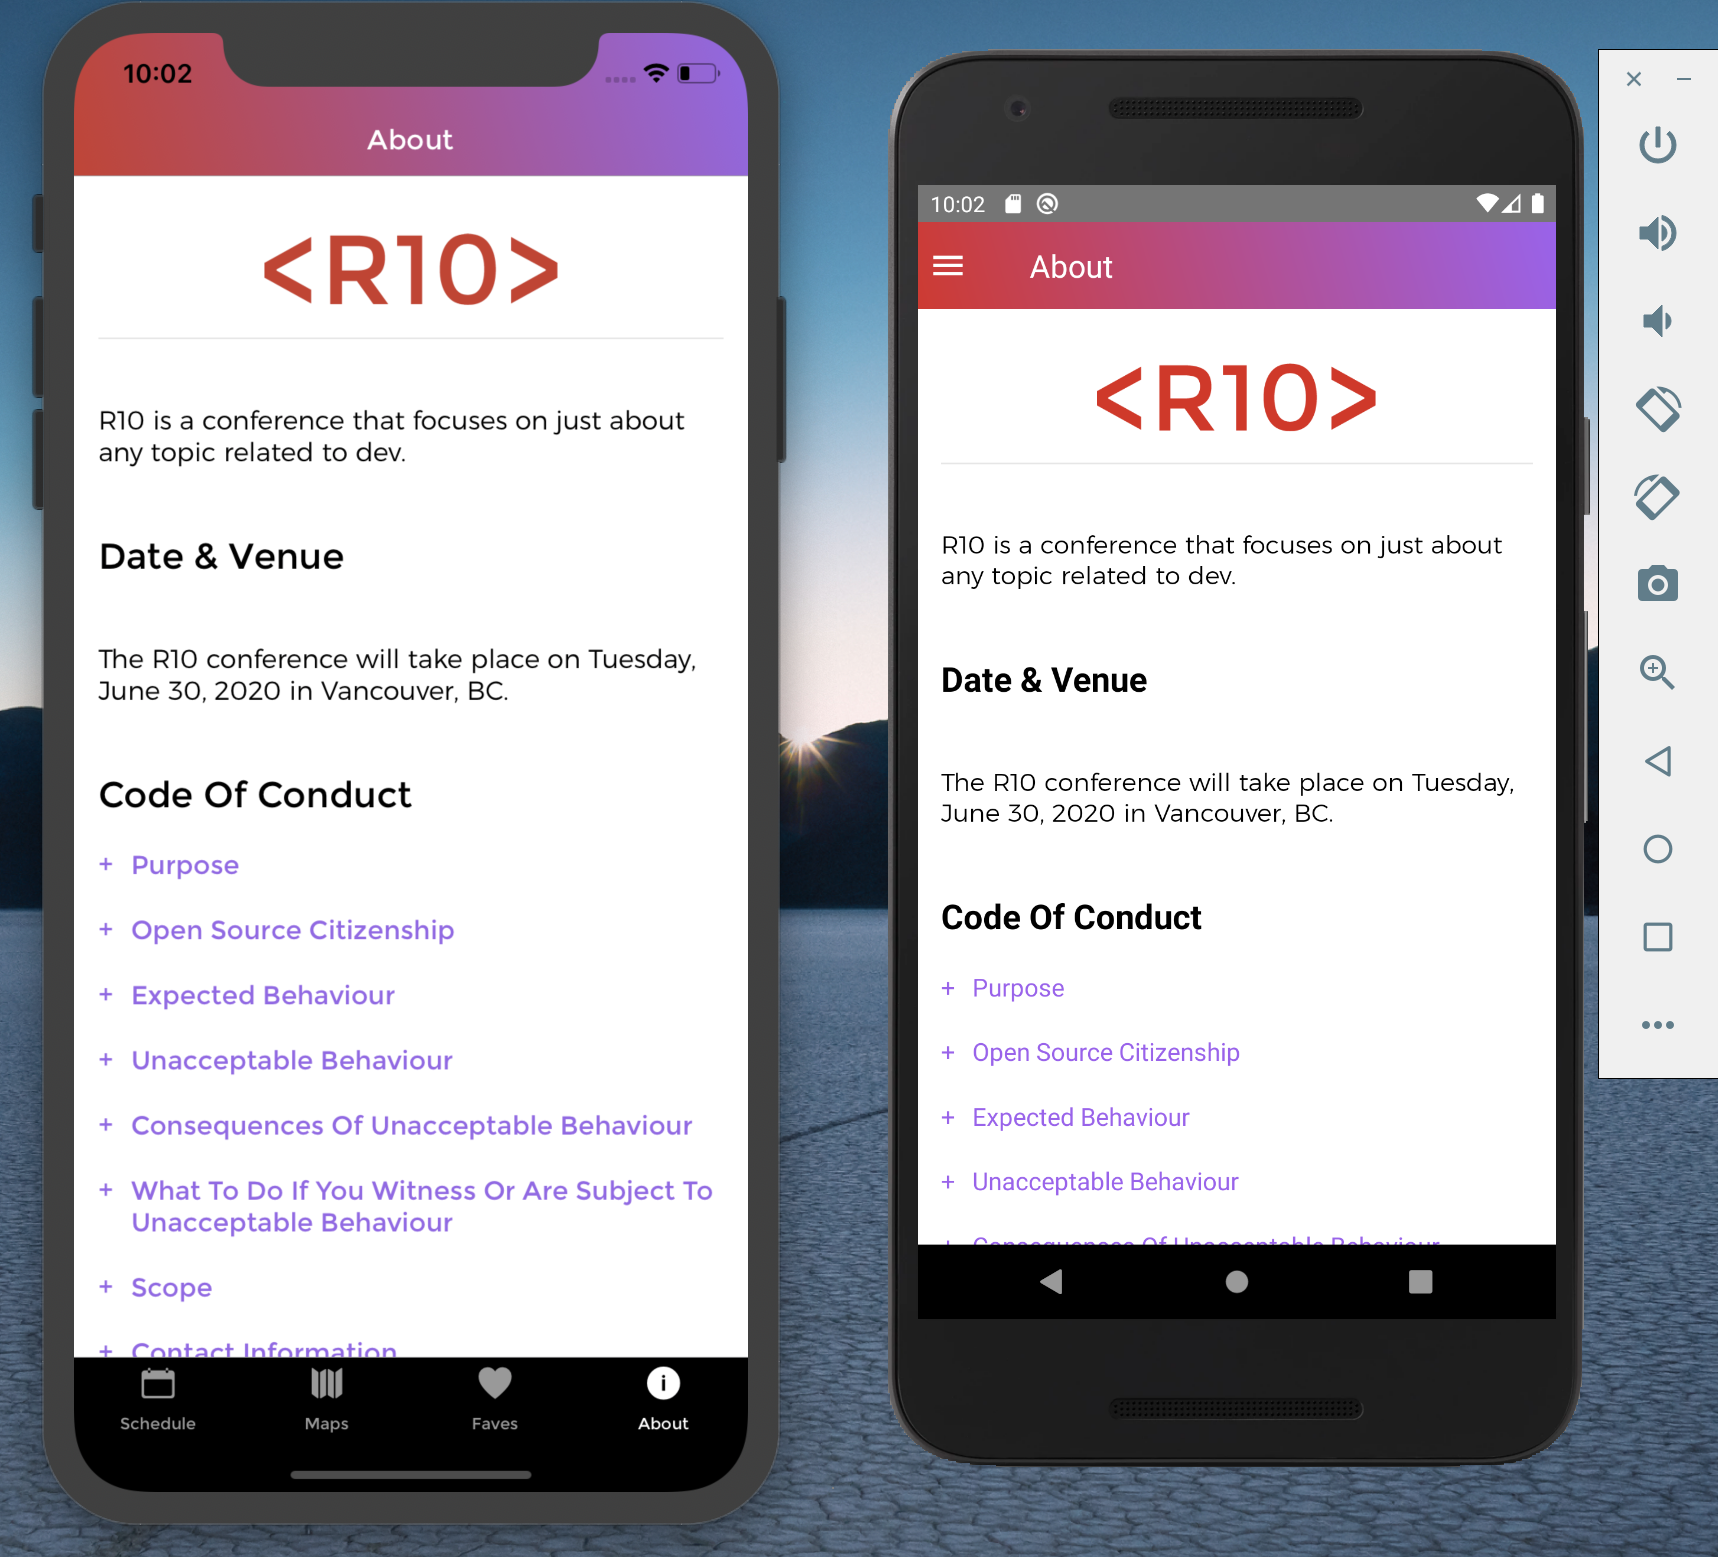 10:02
About
<R10>
R10 is a conference that focuses on just about
any topic related to dev.
Date & Venue
The R10 conference will take place on Tuesday,
June 30, 2020 in Vancouver, BC.
Code Of Conduct
+ Purpose
+ Open Source Citizenship
+ Expected Behaviour
+ Unacceptable Behaviour
+ Consequences Of Unacceptable Behaviour
+ What To Do If You Witness Or Are Subject To
Unacceptable Behaviour
+ Scope
+ Contact Information
Schedule Maps Faves About
10:02
About
<R10>
R10 is a conference that focuses on just about
any topic related to dev.
Date & Venue
The R10 conference will take place on Tuesday,
June 30, 2020 in Vancouver, BC.
Code Of Conduct
+ Purpose
+ Open Source Citizenship
+ Expected Behaviour
+ Unacceptable Behaviour
+ Consequences Of Unacceptable Behaviour